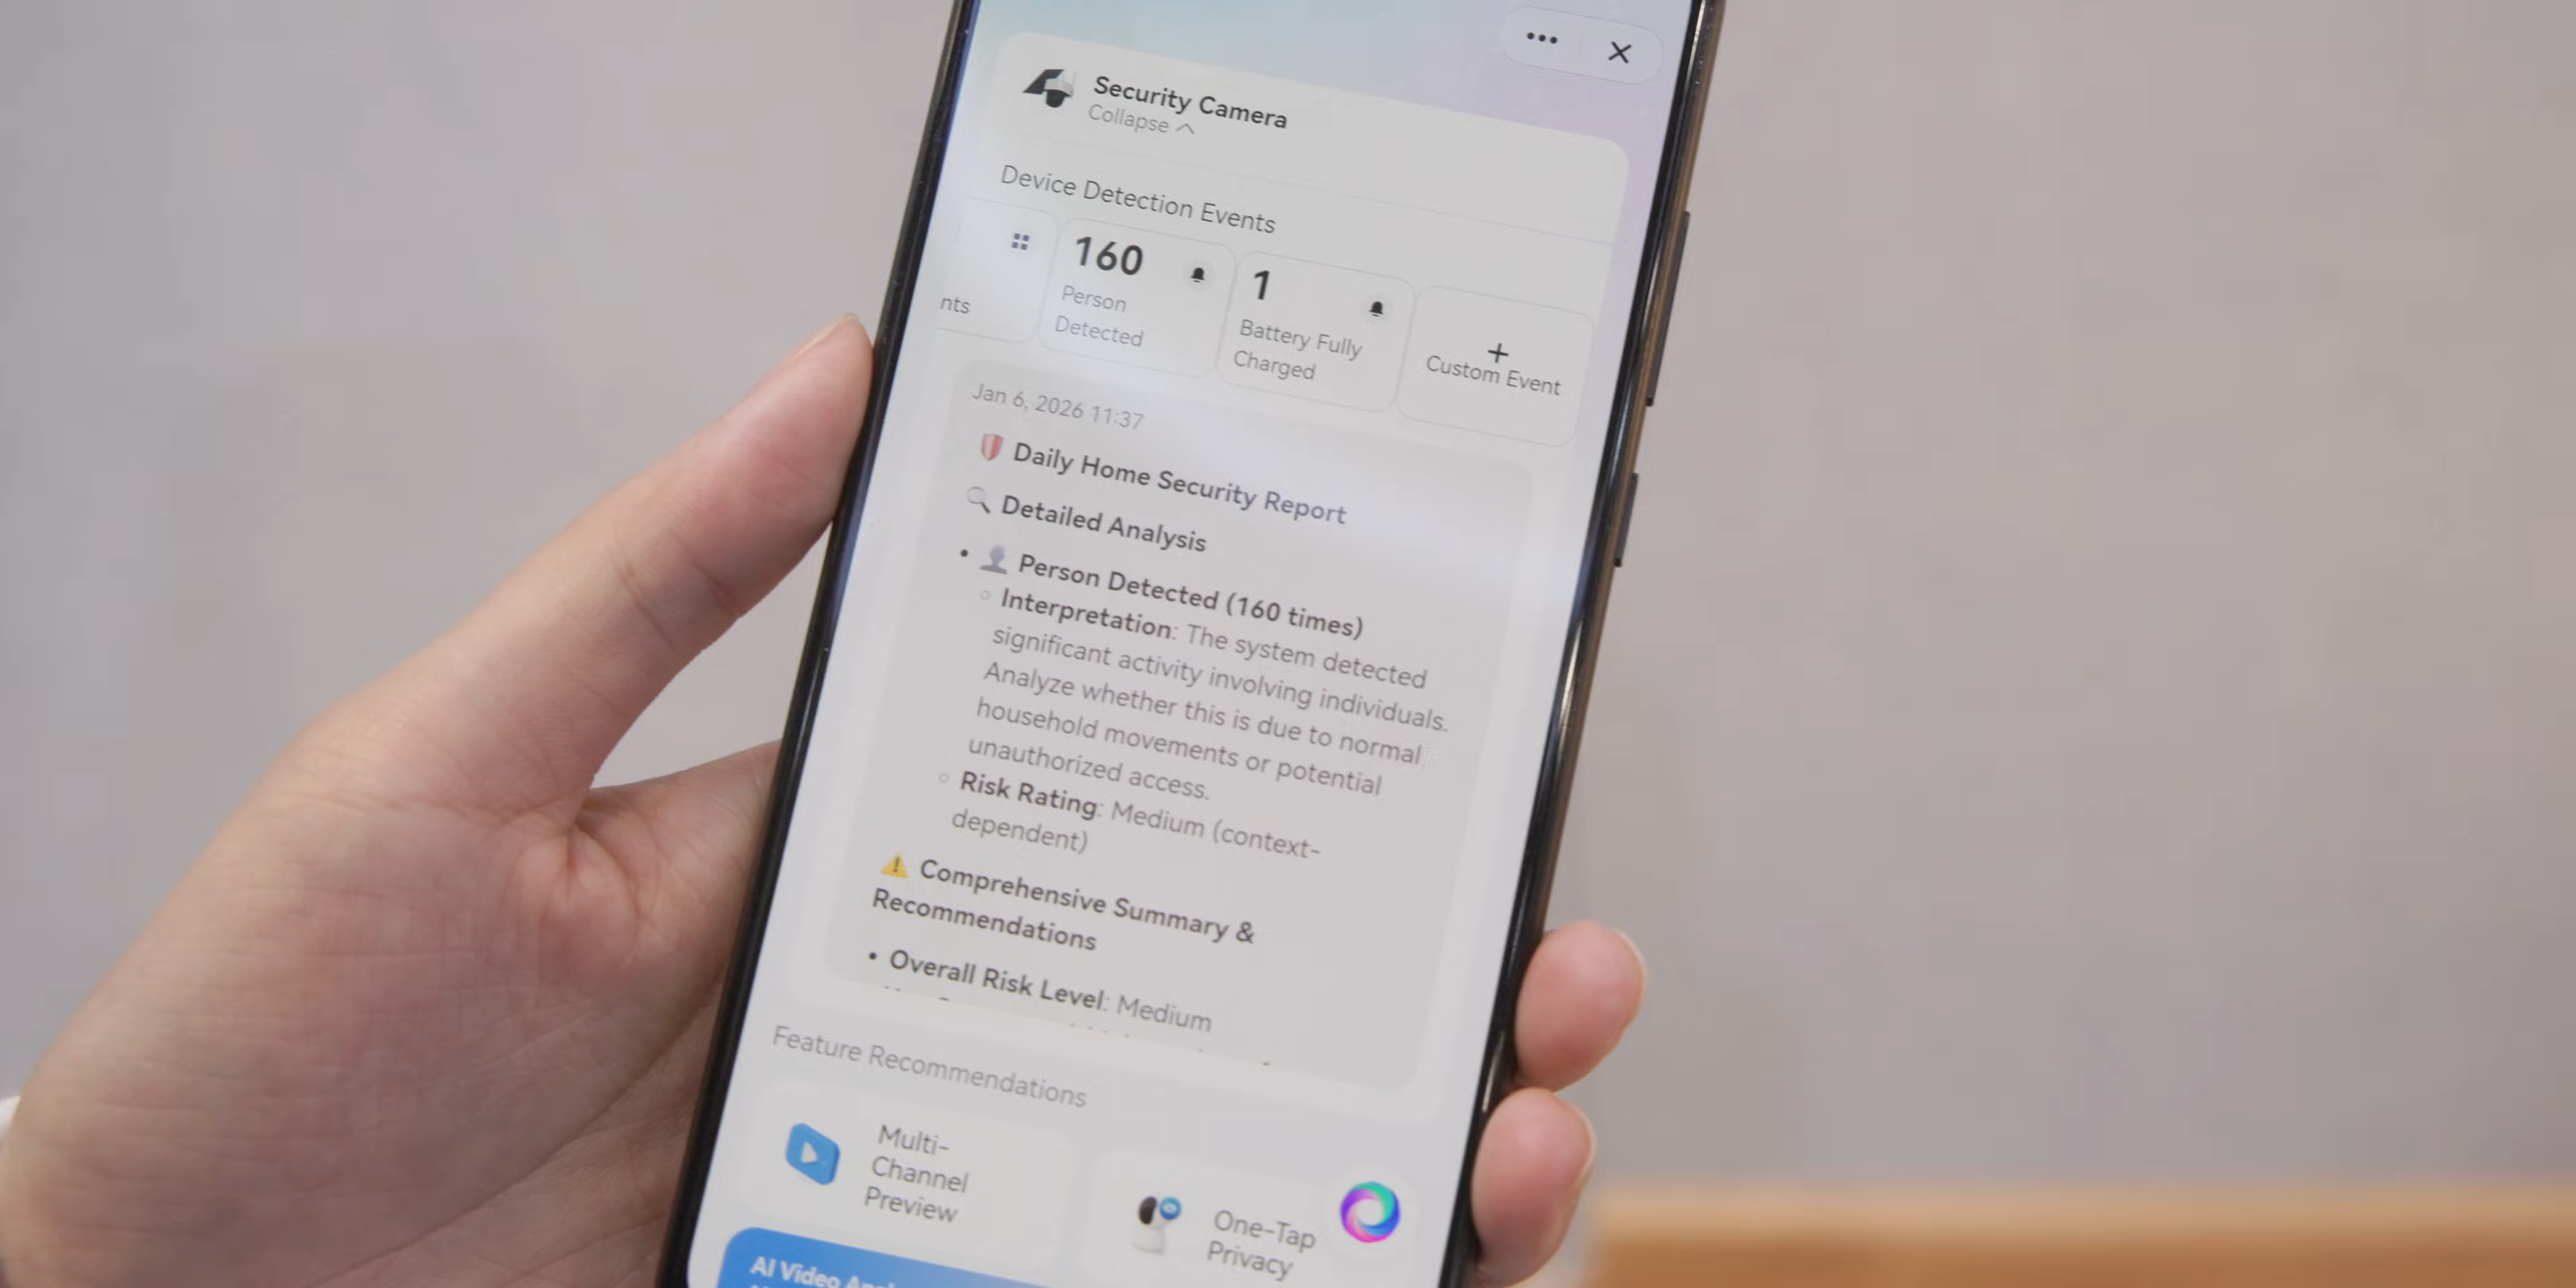 Security Camera
Collapse
Device Detection Events
nts
160
Person
Detected
1
Battery Fully
Charged
+
Custom Event
Jan 6, 2026 11:37
Daily Home Security Report
Detailed Analysis
• Person Detected (160 times)
Interpretation: The system detected
significant activity involving individuals.
Analyze whether this is due to normal
household movements or potential
unauthorized access.
Risk Rating: Medium (context-
dependent)
Comprehensive Summary &
Recommendations
• Overall Risk Level: Medium
Feature Recommendations
Multi-
Channel
Preview
One-Tap
Privacy
AI Video